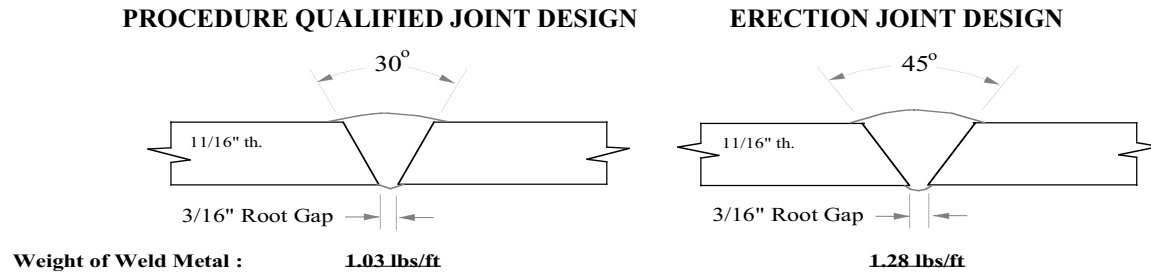 PROCEDURE QUALIFIED JOINT DESIGN
ERECTION JOINT DESIGN
30°
45°
11/16" th.
11/16" th.
3/16" Root Gap
3/16" Root Gap
Weight of Weld Metal : 1.03 lbs/ft 1.28 lbs/ft